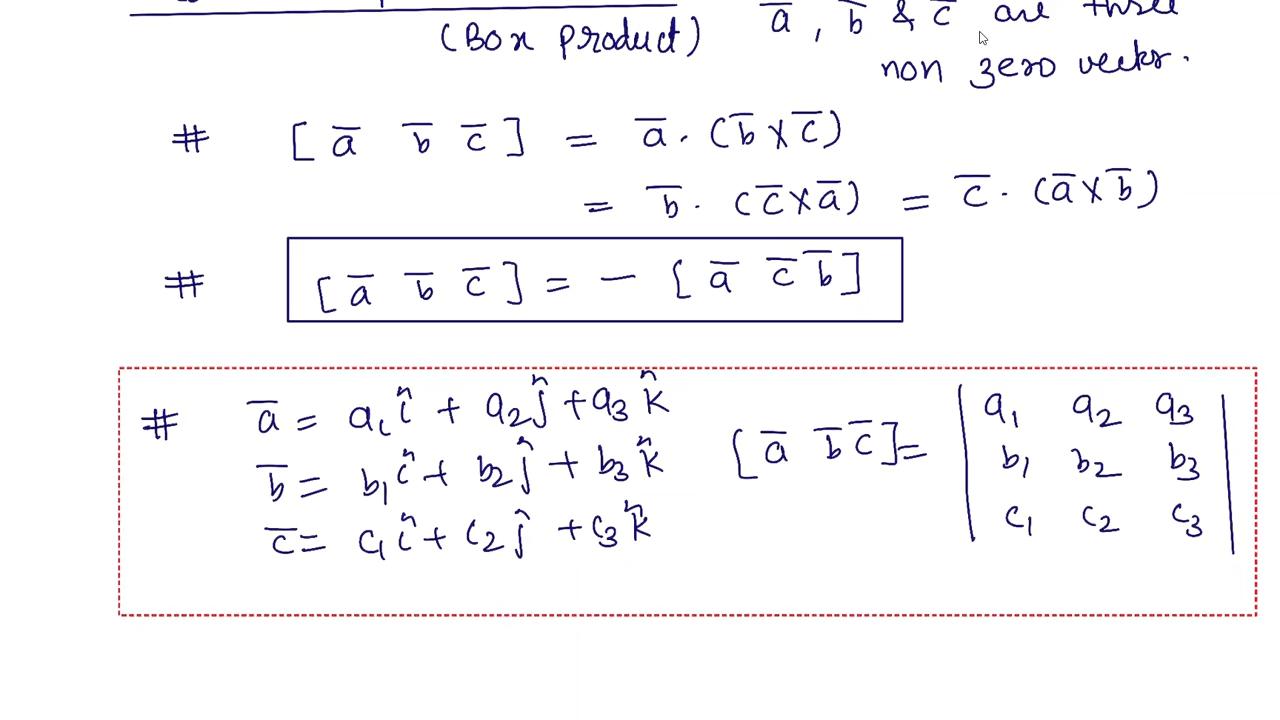 (Box product) a̅ , b̅ & c̅ are three
non zero vectors.
# [ a̅ b̅ c̅ ] = a̅ . (b̅ × c̅)
= b̅ . (c̅ × a̅) = c̅ . (a̅ × b̅)
# [ a̅ b̅ c̅ ] = - [ a̅ c̅ b̅ ]
# a̅ = a₁î + a₂ĵ + a₃k̂
b̅ = b₁î + b₂ĵ + b₃k̂
c̅ = c₁î + c₂ĵ + c₃k̂
[ a̅ b̅ c̅ ] = | a₁ a₂ a₃ |
| b₁ b₂ b₃ |
| c₁ c₂ c₃ |